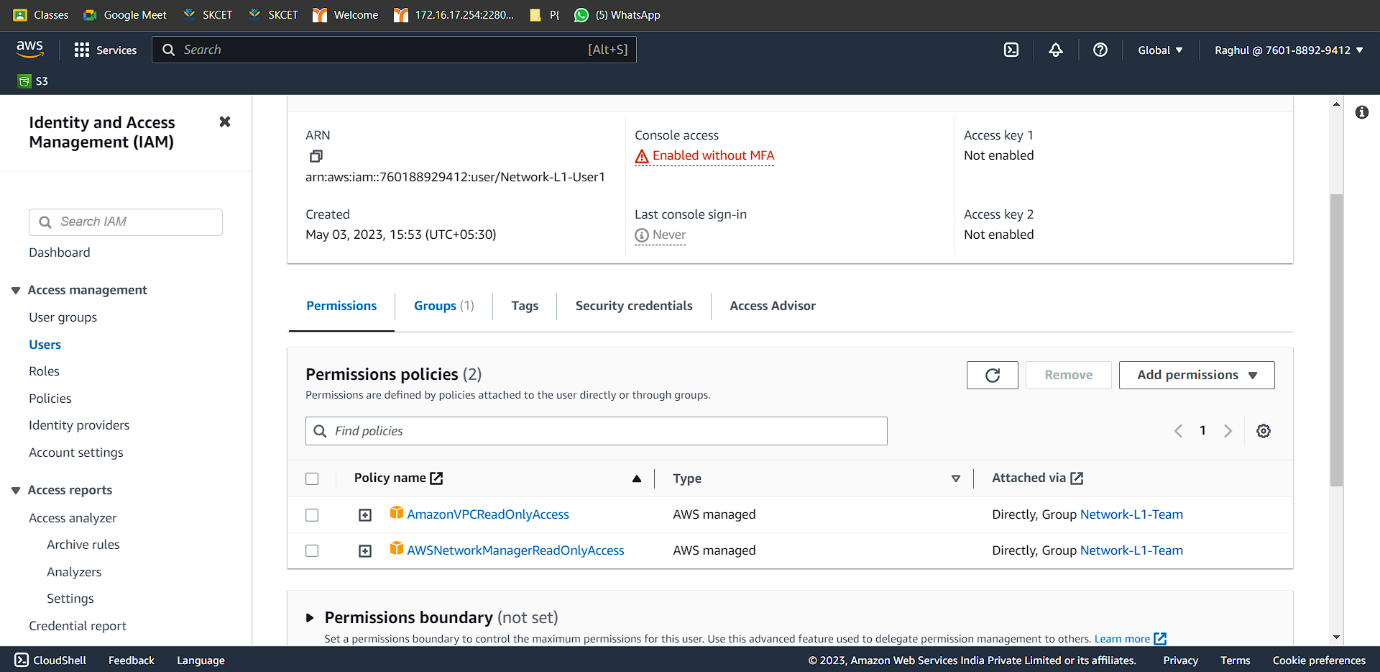 Classes Google Meet SKCET SKCET Welcome 172.16.17.254:2280... (5) WhatsApp
aws Services Search [Alt+S] Global Raghul @ 7601-8892-9412
S3
Identity and Access
Management (IAM)
Search IAM
Dashboard
Access management
User groups
Users
Roles
Policies
Identity providers
Account settings
Access reports
Access analyzer
Archive rules
Analyzers
Settings
Credential report
ARN
arn:aws:iam::760188929412:user/Network-L1-User1
Console access
Enabled without MFA
Access key 1
Not enabled
Created
May 03, 2023, 15:53 (UTC+05:30)
Last console sign-in
Never
Access key 2
Not enabled
Permissions Groups (1) Tags Security credentials Access Advisor
Permissions policies (2)
Permissions are defined by policies attached to the user directly or through groups.
Remove Add permissions
Find policies
1
Policy name Type Attached via
AmazonVPCReadOnlyAccess AWS managed Directly, Group Network-L1-Team
AWSNetworkManagerReadOnlyAccess AWS managed Directly, Group Network-L1-Team
Permissions boundary (not set)
Set a permissions boundary to control the maximum permissions for this user. Use this advanced feature used to delegate permission management to others. Learn more
CloudShell Feedback Language © 2023, Amazon Web Services India Private Limited or its affiliates. Privacy Terms Cookie preferences